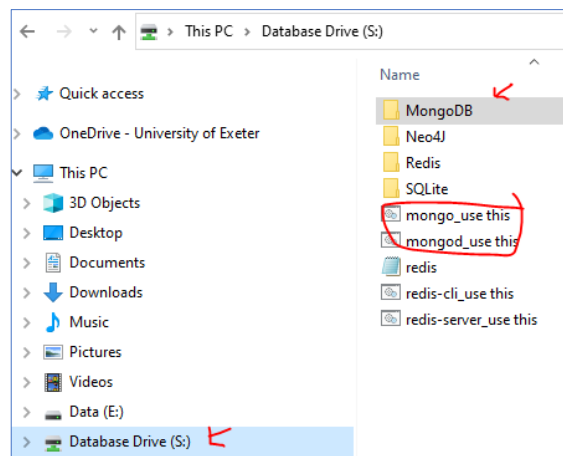 This PC > Database Drive (S:)
Quick access
OneDrive - University of Exeter
This PC
3D Objects
Desktop
Documents
Downloads
Music
Pictures
Videos
Data (E:)
Database Drive (S:)
Name
MongoDB
Neo4J
Redis
SQLite
mongo_use this
mongod_use this
redis
redis-cli_use this
redis-server_use this